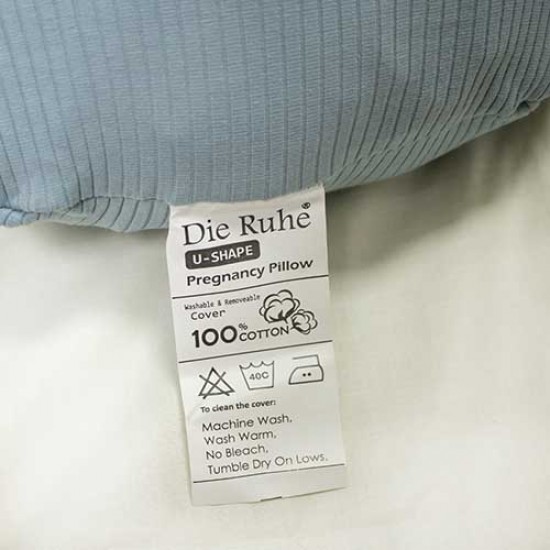 Die Ruhe®
U-SHAPE
Pregnancy Pillow
Washable & Removeable
Cover
100% COTTON
40C
To clean the cover:
Machine Wash,
Wash Warm,
No Bleach,
Tumble Dry On Lows.